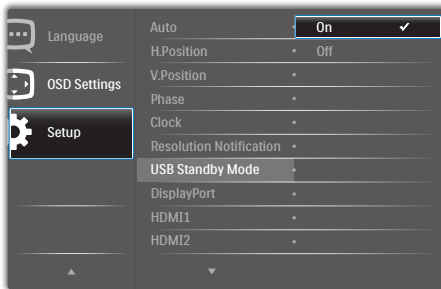 Language
OSD Settings
Setup
Auto
H.Position
V.Position
Phase
Clock
Resolution Notification
USB Standby Mode
DisplayPort
HDMI1
HDMI2
On
Off